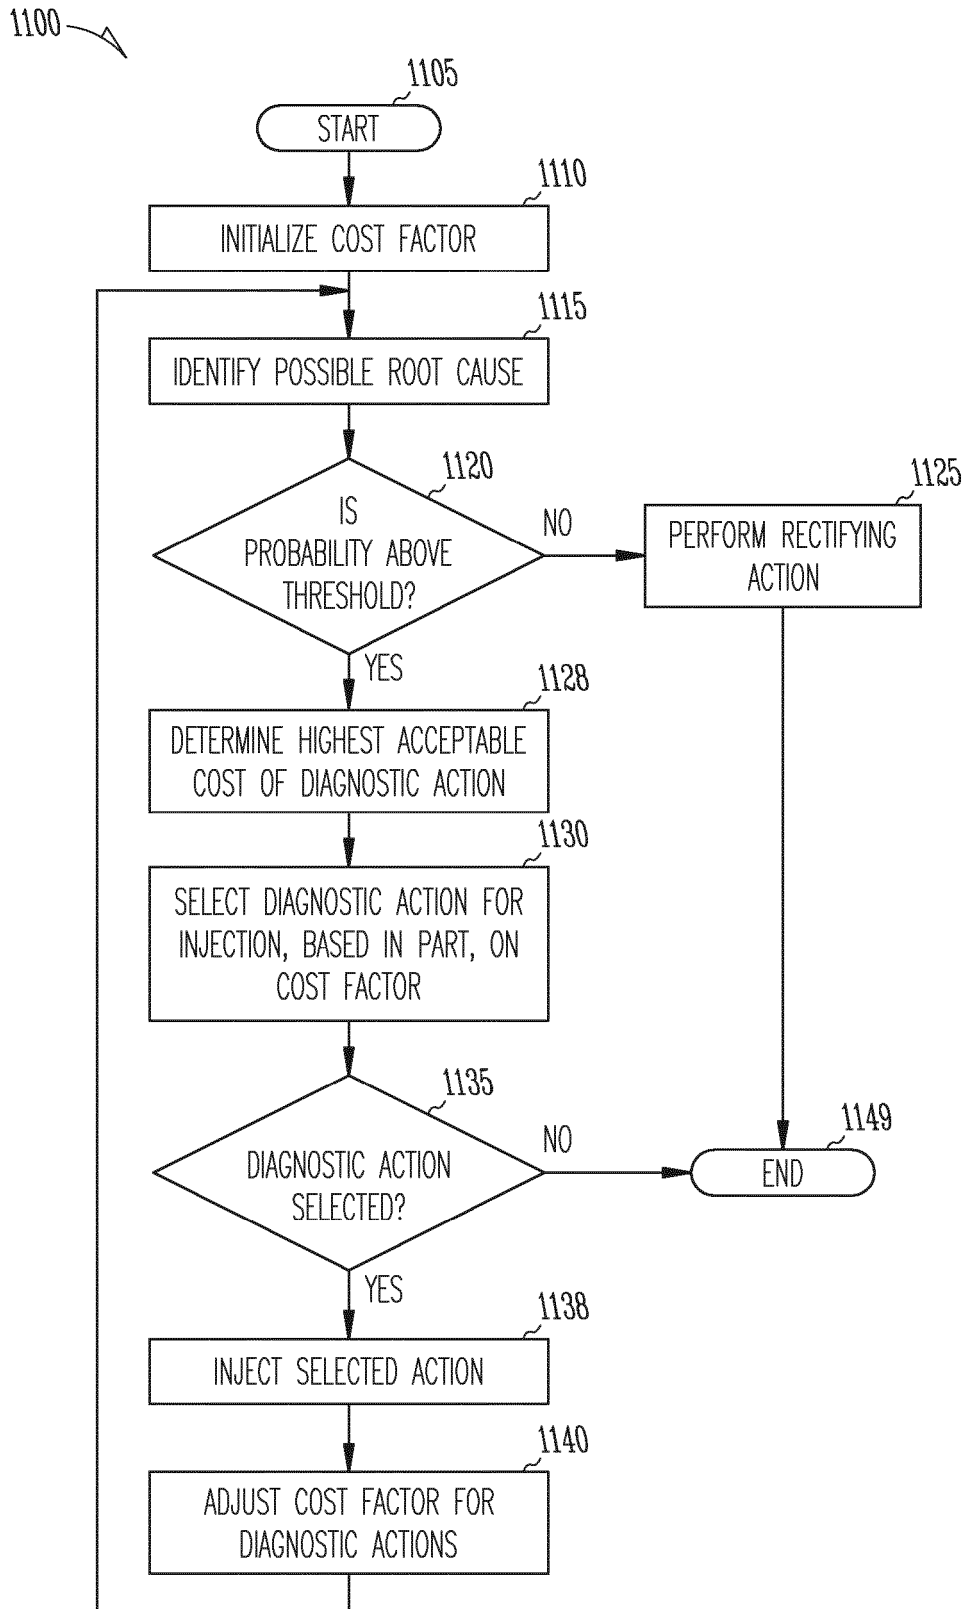 1100
1105
START
1110
INITIALIZE COST FACTOR
1115
IDENTIFY POSSIBLE ROOT CAUSE
1120
IS
PROBABILITY ABOVE
THRESHOLD?
NO
1125
PERFORM RECTIFYING
ACTION
YES
1128
DETERMINE HIGHEST ACCEPTABLE
COST OF DIAGNOSTIC ACTION
1130
SELECT DIAGNOSTIC ACTION FOR
INJECTION, BASED IN PART, ON
COST FACTOR
1135
DIAGNOSTIC ACTION
SELECTED?
NO
1149
END
YES
1138
INJECT SELECTED ACTION
1140
ADJUST COST FACTOR FOR
DIAGNOSTIC ACTIONS